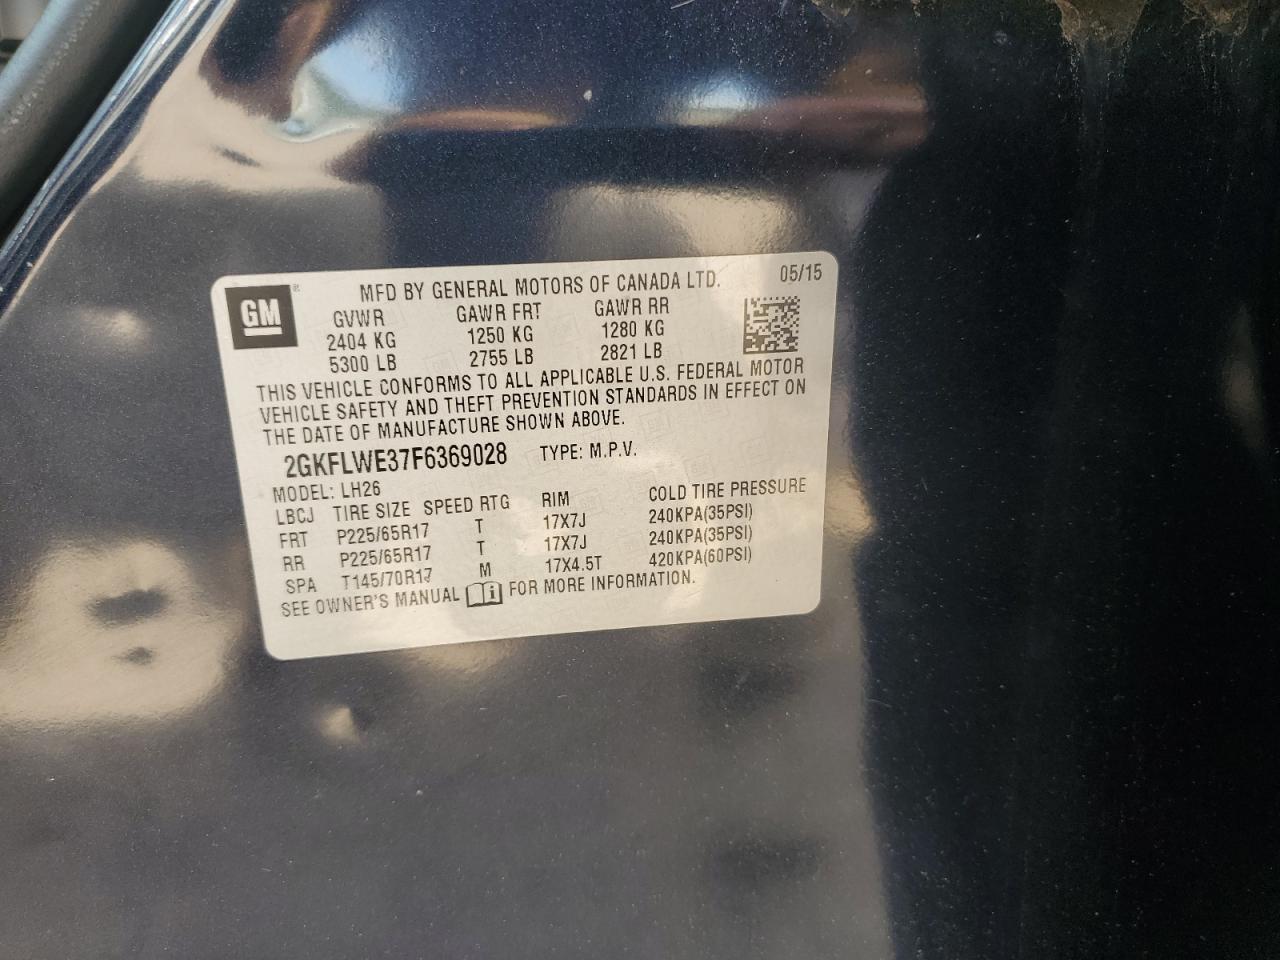 GM
®
MFD BY GENERAL MOTORS OF CANADA LTD. 05/15
GVWR GAWR FRT GAWR RR
2404 KG 1250 KG 1280 KG
5300 LB 2755 LB 2821 LB
THIS VEHICLE CONFORMS TO ALL APPLICABLE U.S. FEDERAL MOTOR
VEHICLE SAFETY AND THEFT PREVENTION STANDARDS IN EFFECT ON
THE DATE OF MANUFACTURE SHOWN ABOVE.
2GKFLWE37F6369028 TYPE: M.P.V.
MODEL: LH26
LBCJ TIRE SIZE SPEED RTG RIM COLD TIRE PRESSURE
FRT P225/65R17 T 17X7J 240KPA(35PSI)
RR P225/65R17 T 17X7J 240KPA(35PSI)
SPA T145/70R17 M 17X4.5T 420KPA(60PSI)
SEE OWNER'S MANUAL i FOR MORE INFORMATION.